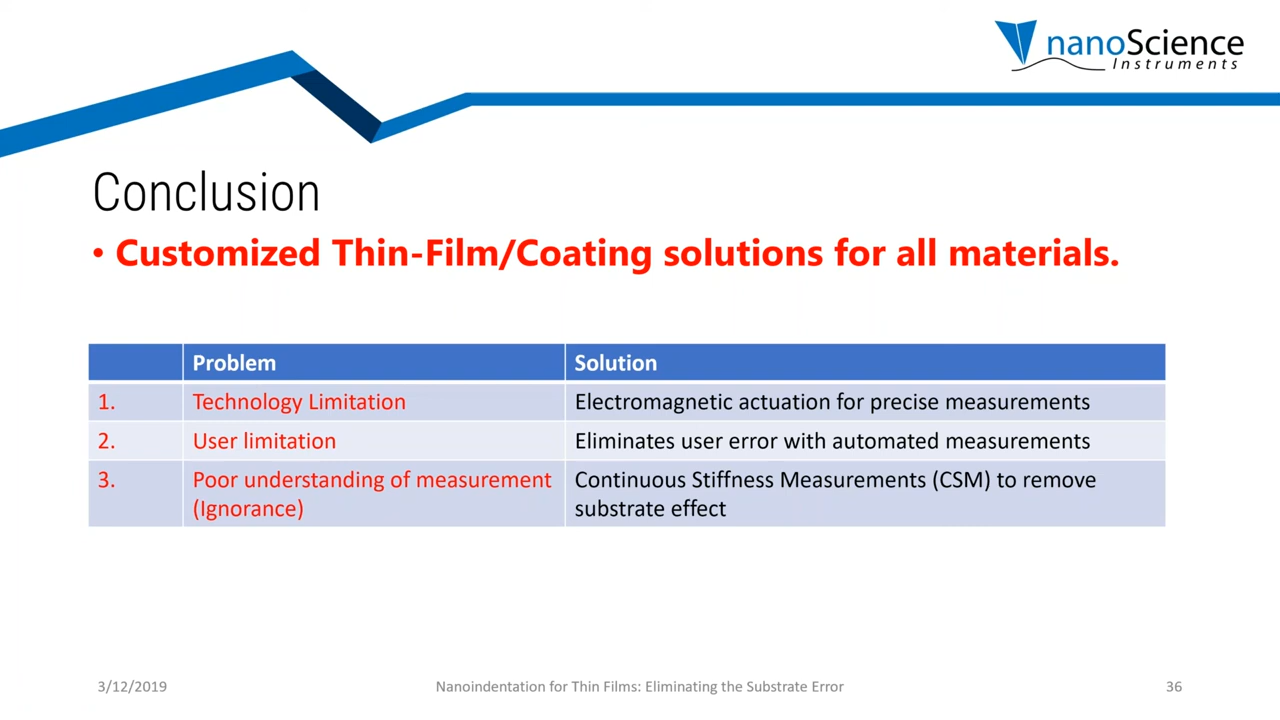 nanoScience
Instruments
Conclusion
• Customized Thin-Film/Coating solutions for all materials.
Problem Solution
1. Technology Limitation Electromagnetic actuation for precise measurements
2. User limitation Eliminates user error with automated measurements
3. Poor understanding of measurement Continuous Stiffness Measurements (CSM) to remove
(Ignorance) substrate effect
3/12/2019 Nanoindentation for Thin Films: Eliminating the Substrate Error 36